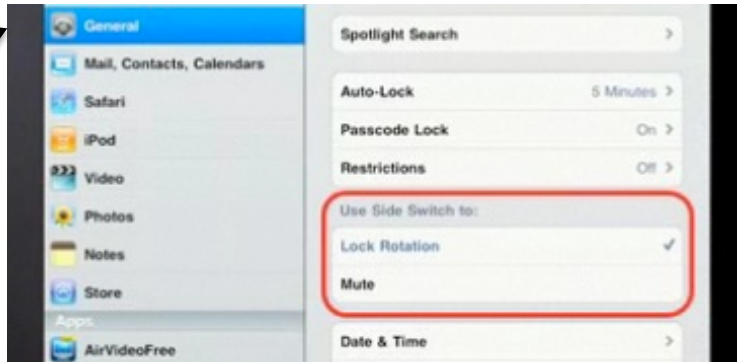 General
Mail, Contacts, Calendars
Safari
iPod
Video
Photos
Notes
Store
Apps
AirVideoFree
Spotlight Search
Auto-Lock 5 Minutes
Passcode Lock On
Restrictions Off
Use Side Switch to:
Lock Rotation
Mute
Date & Time